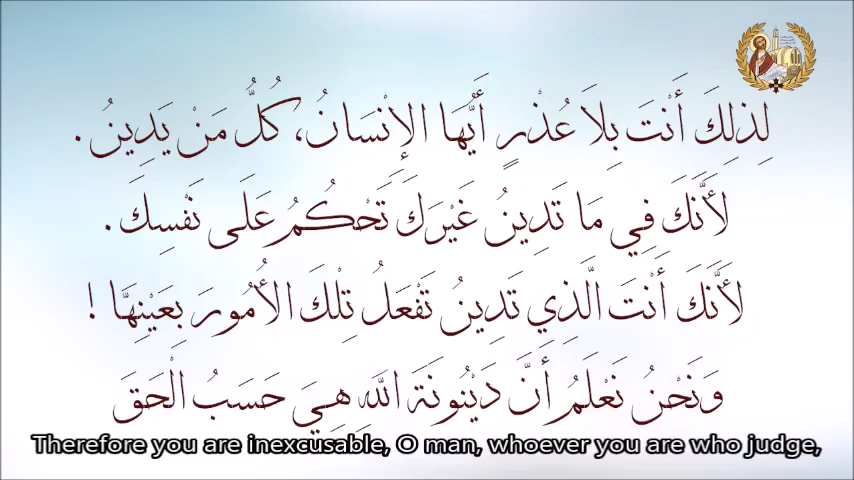 لِذلِكَ أَنْتَ بِلاَ عُذْرٍ أَيُّهَا الإِنْسَانُ، كُلُّ مَنْ يَدِينُ.
لأَنَّكَ فِي مَا تَدِينُ غَيْرَكَ تَحْكُمُ عَلَى نَفْسِكَ.
لأَنَّكَ أَنْتَ الَّذِي تَدِينُ تَفْعَلُ تِلْكَ الأُمُورَ بِعَيْنِهَا!
وَنَحْنُ نَعْلَمُ أَنَّ دَيْنُونَةَ اللهِ هِيَ حَسَبُ الْحَقِّ
Therefore you are inexcusable, O man, whoever you are who judge,